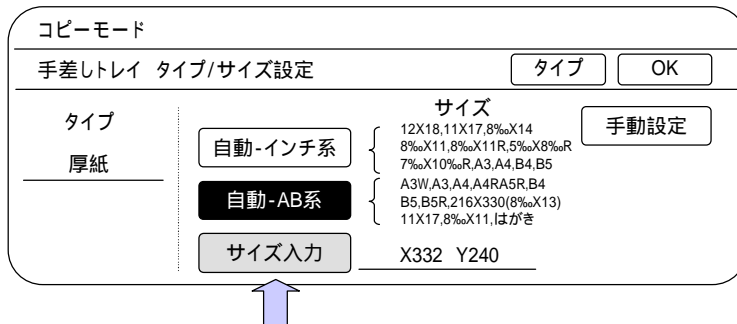 コピーモード
手差しトレイ タイプ/サイズ設定
タイプ
OK
タイプ
厚紙
サイズ
手動設定
自動-インチ系
12X18,11X17,8‰X14
8‰X11,8‰X11R,5‰X8‰R
7‰X10‰R,A3,A4,B4,B5
自動-AB系
A3W,A3,A4,A4RA5R,B4
B5,B5R,216X330(8‰X13)
11X17,8‰X11,はがき
サイズ入力
X332 Y240